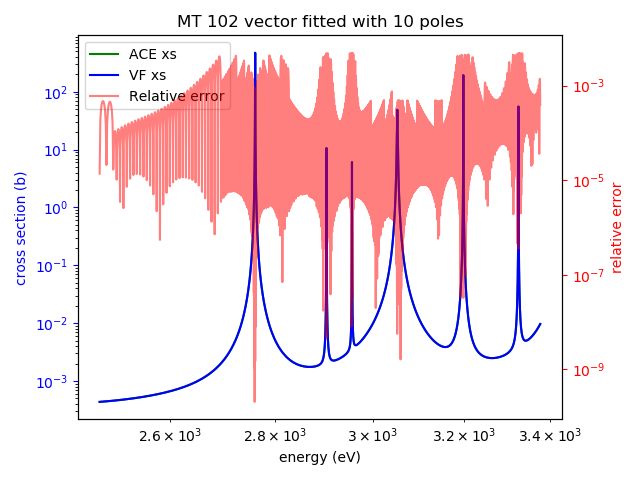 MT 102 vector fitted with 10 poles
ACE xs
VF xs
Relative error
cross section (b)
10²
10¹
10⁰
10⁻¹
10⁻²
10⁻³
10⁻³
10⁻⁵
10⁻⁷
10⁻⁹
relative error
2.6 × 10³ 2.8 × 10³ 3 × 10³ 3.2 × 10³ 3.4 × 10³
energy (eV)